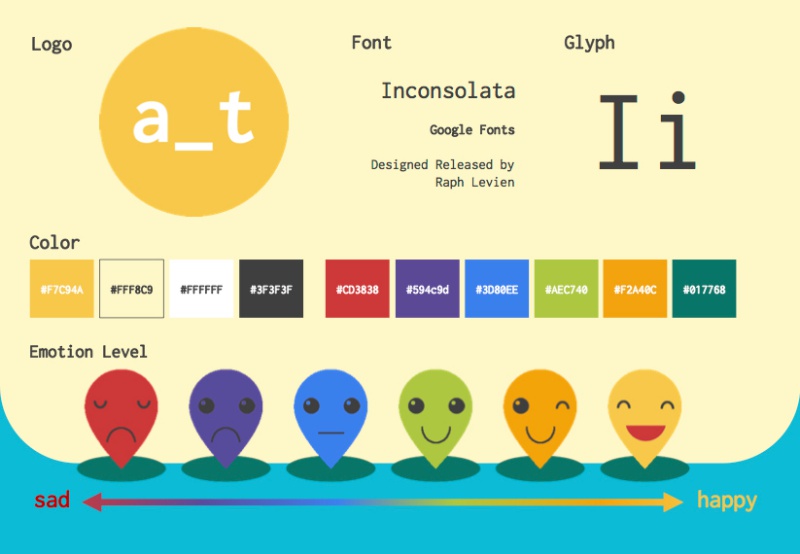 Logo
a_t
Font
Inconsolata
Google Fonts
Designed Released by
Raph Levien
Glyph
Ii
Color
#F7C94A #FFF8C9 #FFFFFF #3F3F3F #CD3838 #594c9d #3D80EE #AEC740 #F2A40C #017768
Emotion Level
sad happy